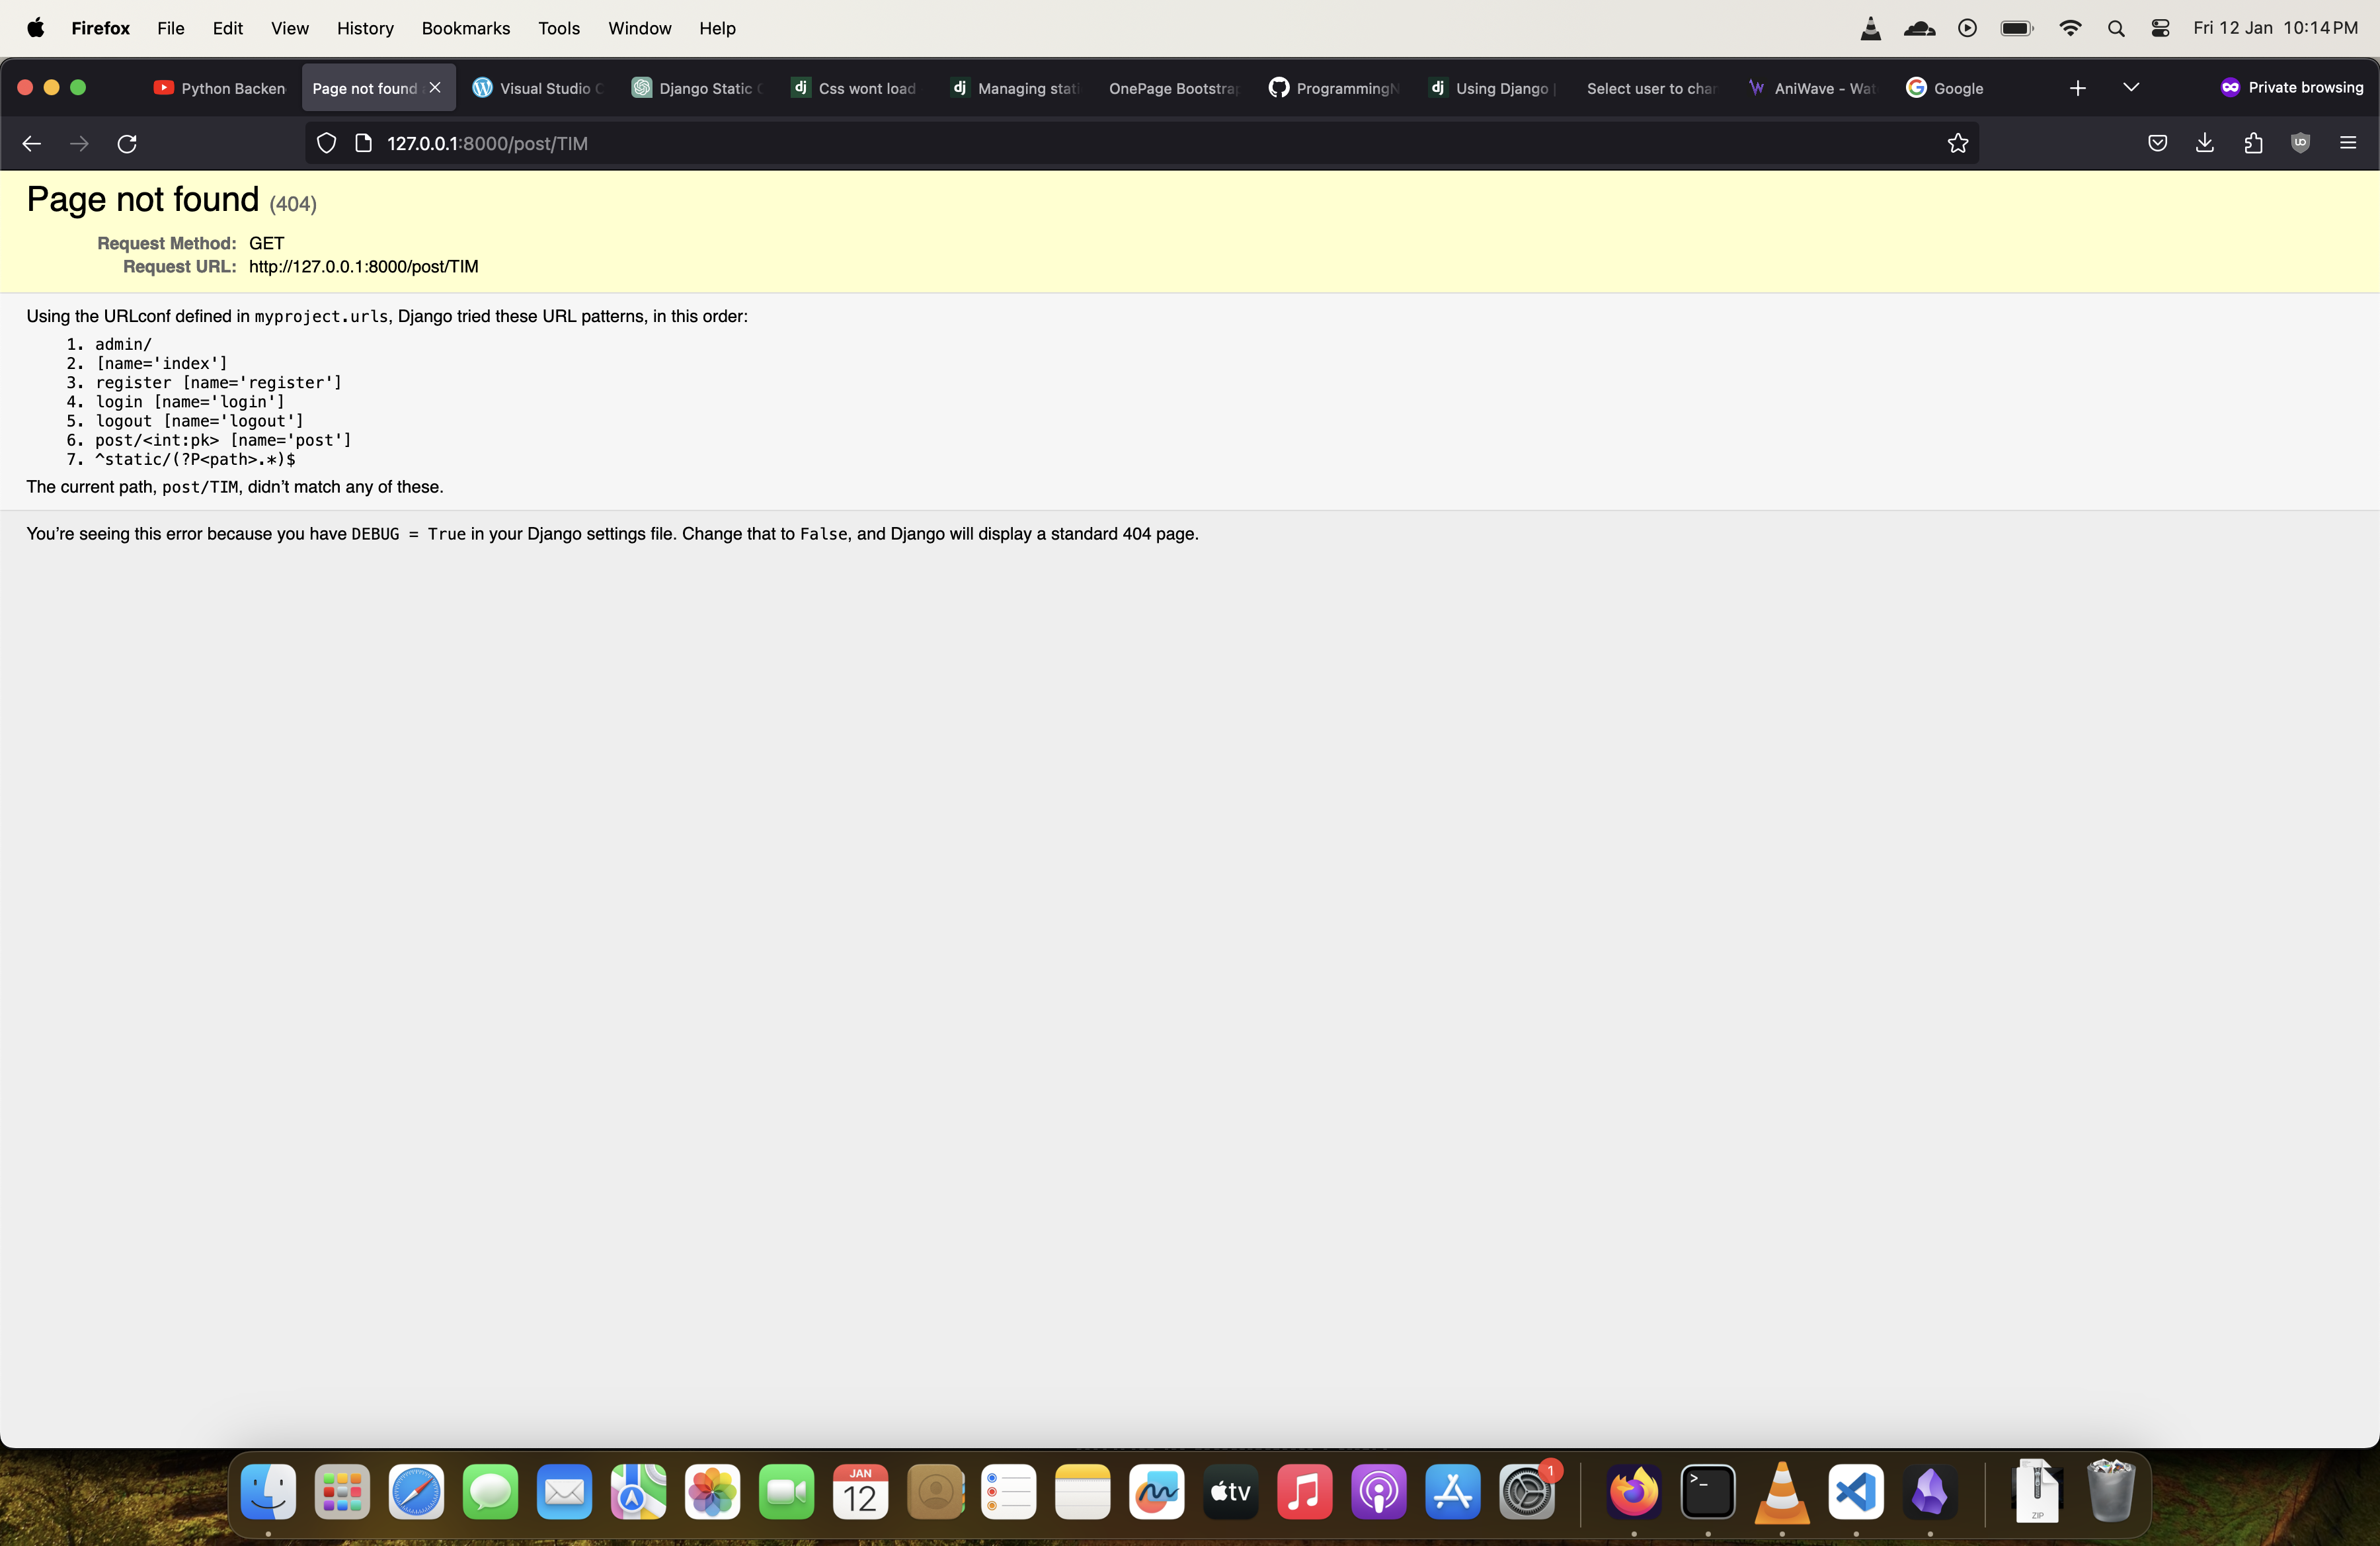 Firefox File Edit View History Bookmarks Tools Window Help Fri 12 Jan 10:14 PM
Python Backen Page not found Visual Studio C Django Static Css wont load Managing stati OnePage Bootstrap ProgrammingN Using Django | Select user to chan AniWave - Wat Google Private browsing
127.0.0.1:8000/post/TIM
Page not found (404)
Request Method: GET
Request URL: http://127.0.0.1:8000/post/TIM
Using the URLconf defined in myproject.urls, Django tried these URL patterns, in this order:
1. admin/
2. [name='index']
3. register [name='register']
4. login [name='login']
5. logout [name='logout']
6. post/<int:pk> [name='post']
7. ^static/(?P<path>.*)$
The current path, post/TIM, didn’t match any of these.
You’re seeing this error because you have DEBUG = True in your Django settings file. Change that to False, and Django will display a standard 404 page.
JAN
12
tv
1
ZIP